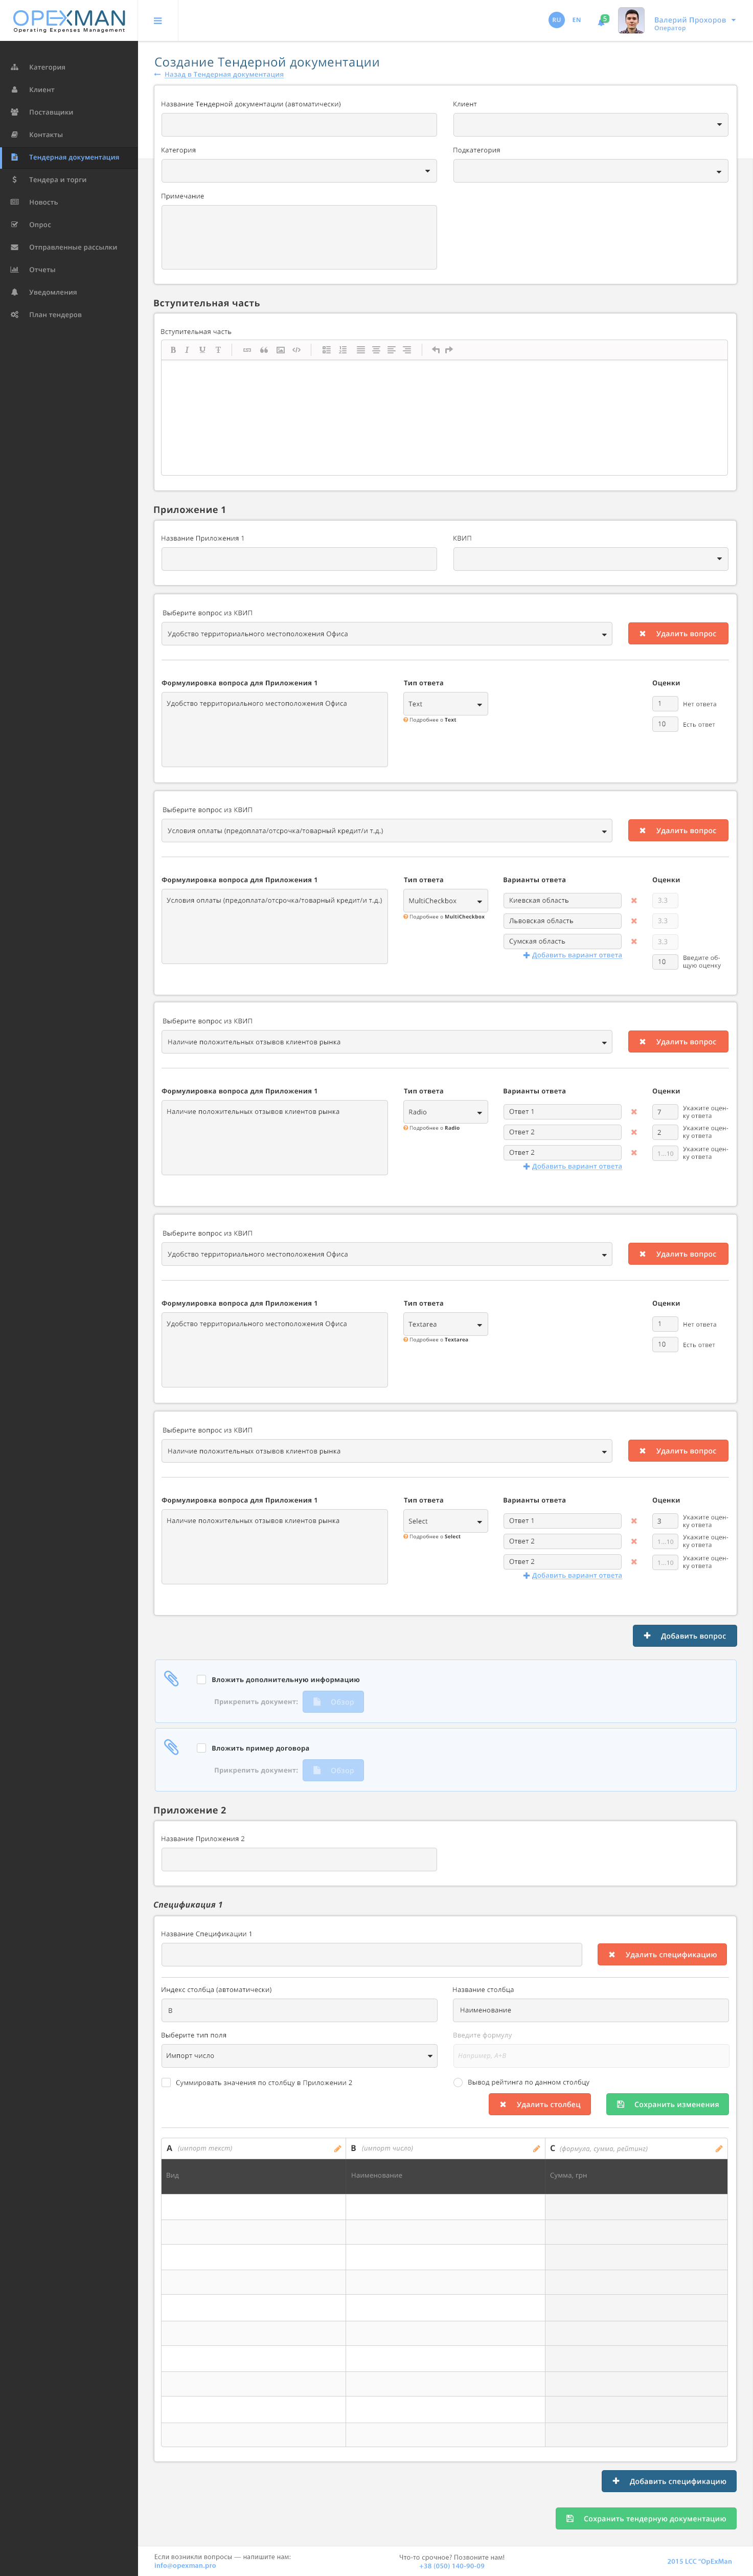 OPEXMAN
Operating Expenses Management
RU EN 5 Валерий Прохоров
Оператор
Категория
Клиент
Поставщики
Контакты
Тендерная документация
Тендера и торги
Новость
Опрос
Отправленные рассылки
Отчеты
Уведомления
План тендеров
Создание Тендерной документации
← Назад в Тендерная документация
Название Тендерной документации (автоматически) Клиент
Категория Подкатегория
Примечание
Вступительная часть
Вступительная часть
Приложение 1
Название Приложения 1 КВИП
Выберите вопрос из КВИП
Удобство территориального местоположения Офиса Удалить вопрос
Формулировка вопроса для Приложения 1 Тип ответа Оценки
Удобство территориального местоположения Офиса Text 1 Нет ответа
Подробнее о Text 10 Есть ответ
Выберите вопрос из КВИП
Условия оплаты (предоплата/отсрочка/товарный кредит/и т.д.) Удалить вопрос
Формулировка вопроса для Приложения 1 Тип ответа Варианты ответа Оценки
Условия оплаты (предоплата/отсрочка/товарный кредит/и т.д.) MultiCheckbox Киевская область 3.3
Подробнее о MultiCheckbox Львовская область 3.3
Сумская область 3.3
Добавить вариант ответа 10 Введите об-
щую оценку
Выберите вопрос из КВИП
Наличие положительных отзывов клиентов рынка Удалить вопрос
Формулировка вопроса для Приложения 1 Тип ответа Варианты ответа Оценки
Наличие положительных отзывов клиентов рынка Radio Ответ 1 7 Укажите оцен-
ку ответа
Подробнее о Radio Ответ 2 2 Укажите оцен-
ку ответа
Ответ 2 1...10 Укажите оцен-
ку ответа
Добавить вариант ответа
Выберите вопрос из КВИП
Удобство территориального местоположения Офиса Удалить вопрос
Формулировка вопроса для Приложения 1 Тип ответа Оценки
Удобство территориального местоположения Офиса Textarea 1 Нет ответа
Подробнее о Textarea 10 Есть ответ
Выберите вопрос из КВИП
Наличие положительных отзывов клиентов рынка Удалить вопрос
Формулировка вопроса для Приложения 1 Тип ответа Варианты ответа Оценки
Наличие положительных отзывов клиентов рынка Select Ответ 1 3 Укажите оцен-
ку ответа
Подробнее о Select Ответ 2 1...10 Укажите оцен-
ку ответа
Ответ 2 1...10 Укажите оцен-
ку ответа
Добавить вариант ответа
Добавить вопрос
Вложить дополнительную информацию
Прикрепить документ: Обзор
Вложить пример договора
Прикрепить документ: Обзор
Приложение 2
Название Приложения 2
Спецификация 1
Название Спецификации 1
Удалить спецификацию
Индекс столбца (автоматически) Название столбца
B Наименование
Выберите тип поля Введите формулу
Импорт число Например, A+B
Суммировать значения по столбцу в Приложении 2 Вывод рейтинга по данном столбцу
Удалить столбец Сохранить изменения
A (импорт текст) B (импорт число) C (формула, сумма, рейтинг)
Вид Наименование Сумма, грн
Добавить спецификацию
Сохранить тендерную документацию
Если возникли вопросы — напишите нам: Что-то срочное? Позвоните нам!
info@opexman.pro +38 (050) 140-90-09 2015 LCC "OpExMan